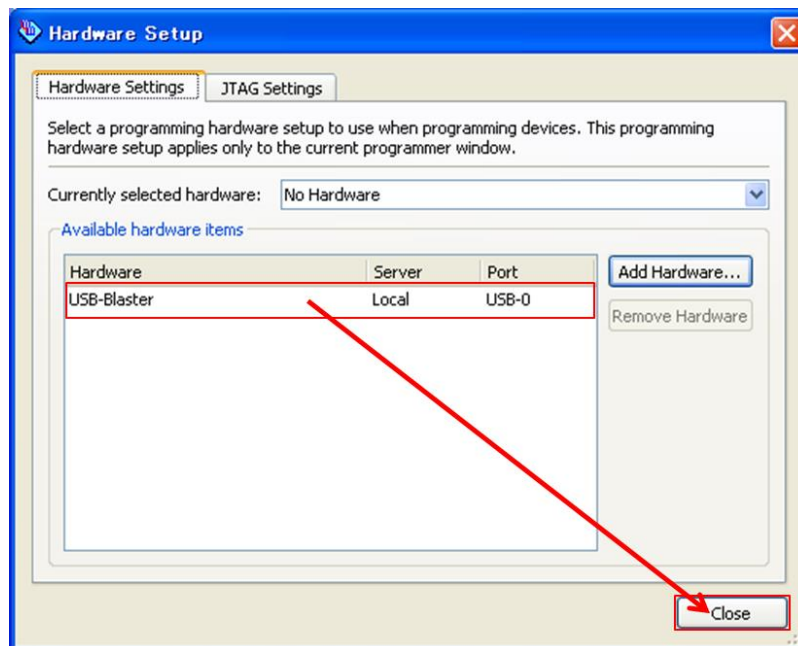 Hardware Setup
Hardware Settings
JTAG Settings
Select a programming hardware setup to use when programming devices. This programming
hardware setup applies only to the current programmer window.
Currently selected hardware: No Hardware
Available hardware items
Hardware Server Port
USB-Blaster Local USB-0
Add Hardware...
Remove Hardware
Close